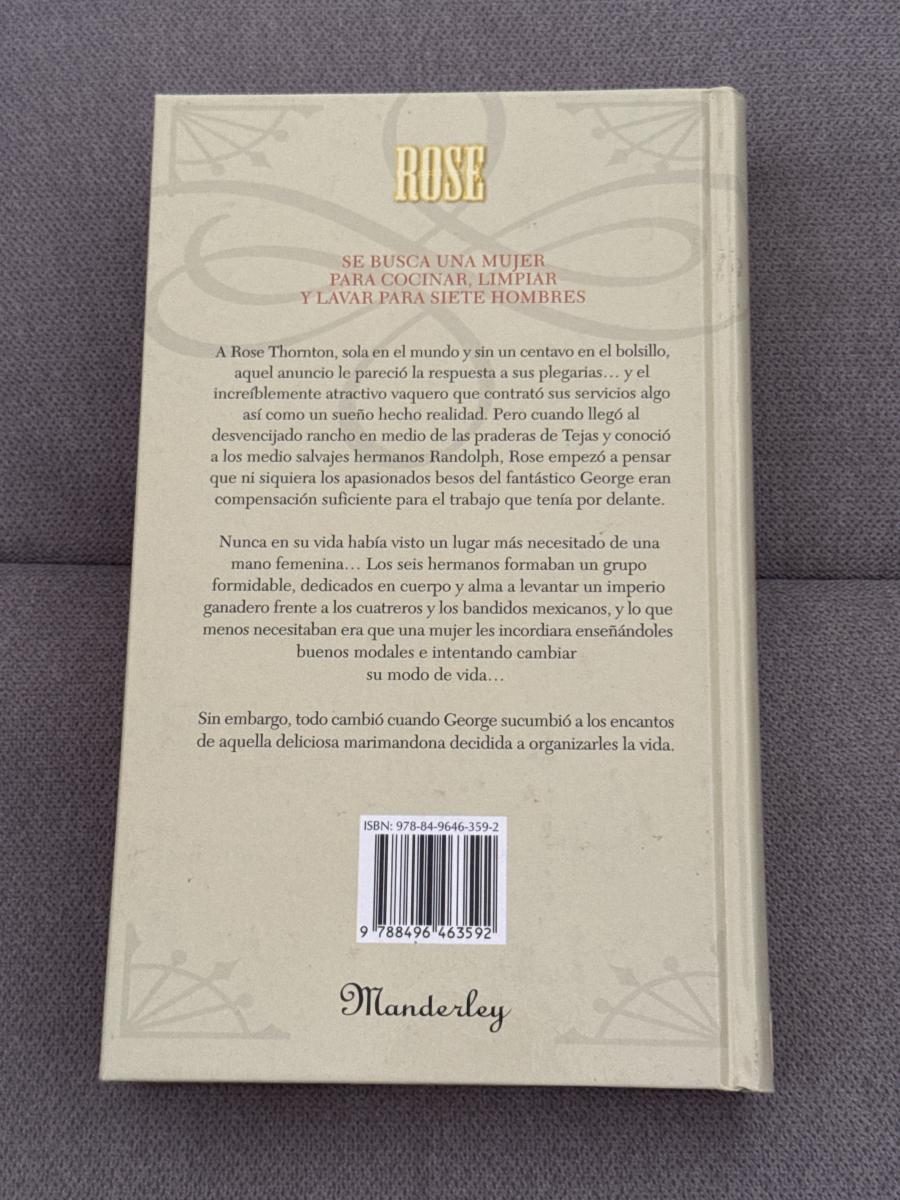 ROSE
SE BUSCA UNA MUJER
PARA COCINAR, LIMPIAR
Y LAVAR PARA SIETE HOMBRES
A Rose Thornton, sola en el mundo y sin un centavo en el bolsillo,
aquel anuncio le pareció la respuesta a sus plegarias… y el
increíblemente atractivo vaquero que contrató sus servicios algo
así como un sueño hecho realidad. Pero cuando llegó al
desvencijado rancho en medio de las praderas de Tejas y conoció
a los medio salvajes hermanos Randolph, Rose empezó a pensar
que ni siquiera los apasionados besos del fantástico George eran
compensación suficiente para el trabajo que tenía por delante.
Nunca en su vida había visto un lugar más necesitado de una
mano femenina… Los seis hermanos formaban un grupo
formidable, dedicados en cuerpo y alma a levantar un imperio
ganadero frente a los cuatreros y los bandidos mexicanos, y lo que
menos necesitaban era que una mujer les incordiara enseñándoles
buenos modales e intentando cambiar
su modo de vida…
Sin embargo, todo cambió cuando George sucumbió a los encantos
de aquella deliciosa marimandona decidida a organizarles la vida.
ISBN: 978-84-9646-359-2
9 788496 463592
Manderley